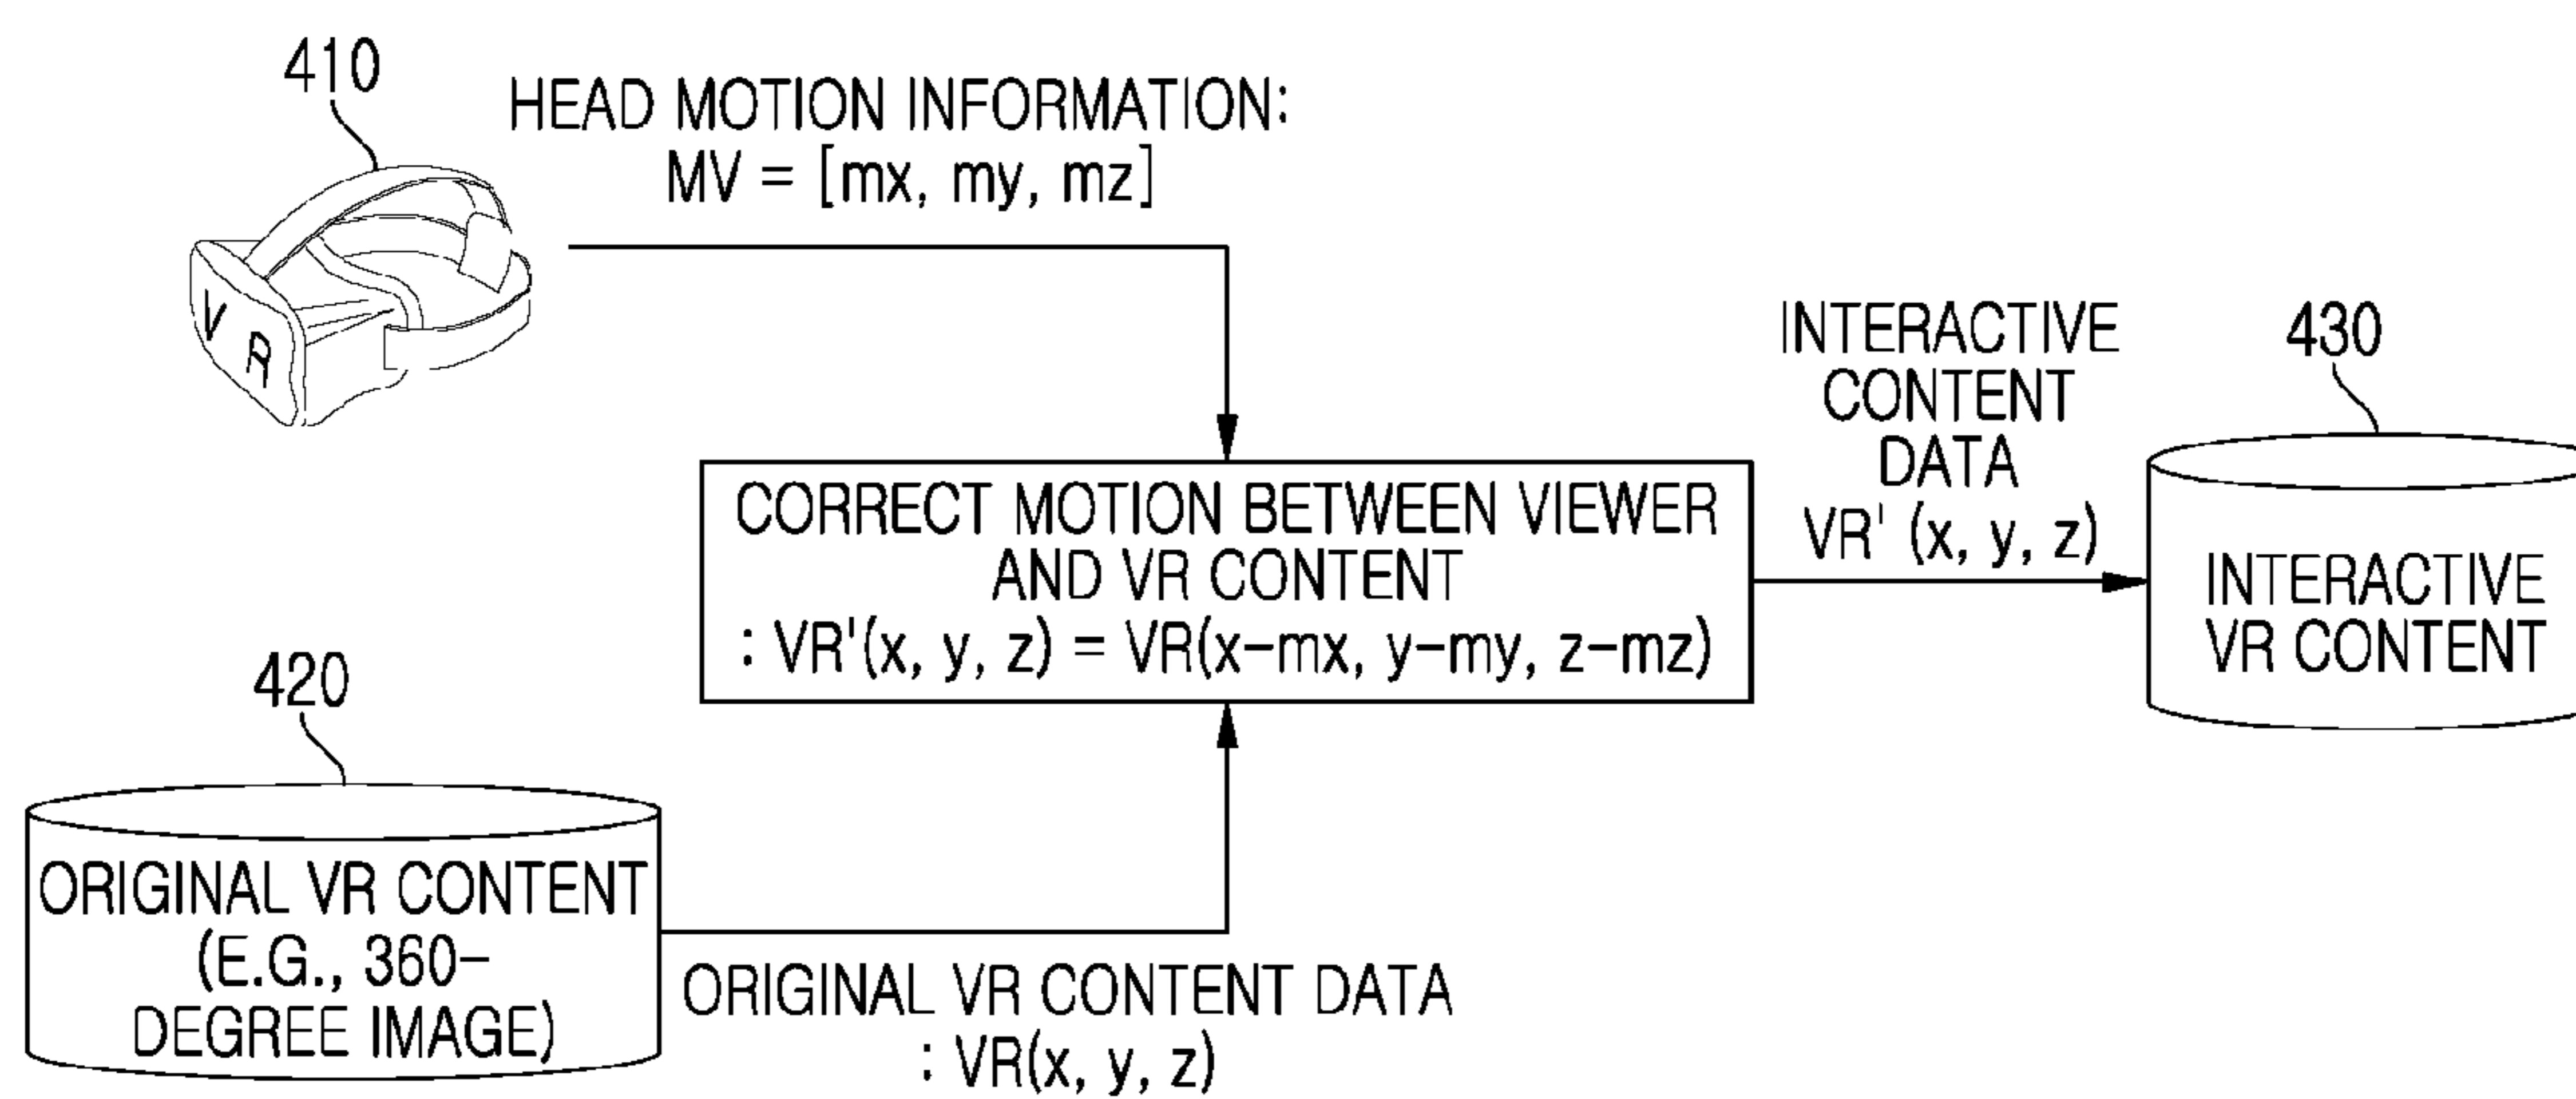 410
HEAD MOTION INFORMATION:
MV = [mx, my, mz]
V R
CORRECT MOTION BETWEEN VIEWER
AND VR CONTENT
: VR'(x, y, z) = VR(x-mx, y-my, z-mz)
INTERACTIVE
CONTENT
DATA
VR' (x, y, z)
430
INTERACTIVE
VR CONTENT
420
ORIGINAL VR CONTENT
(E.G., 360-
DEGREE IMAGE)
ORIGINAL VR CONTENT DATA
: VR(x, y, z)